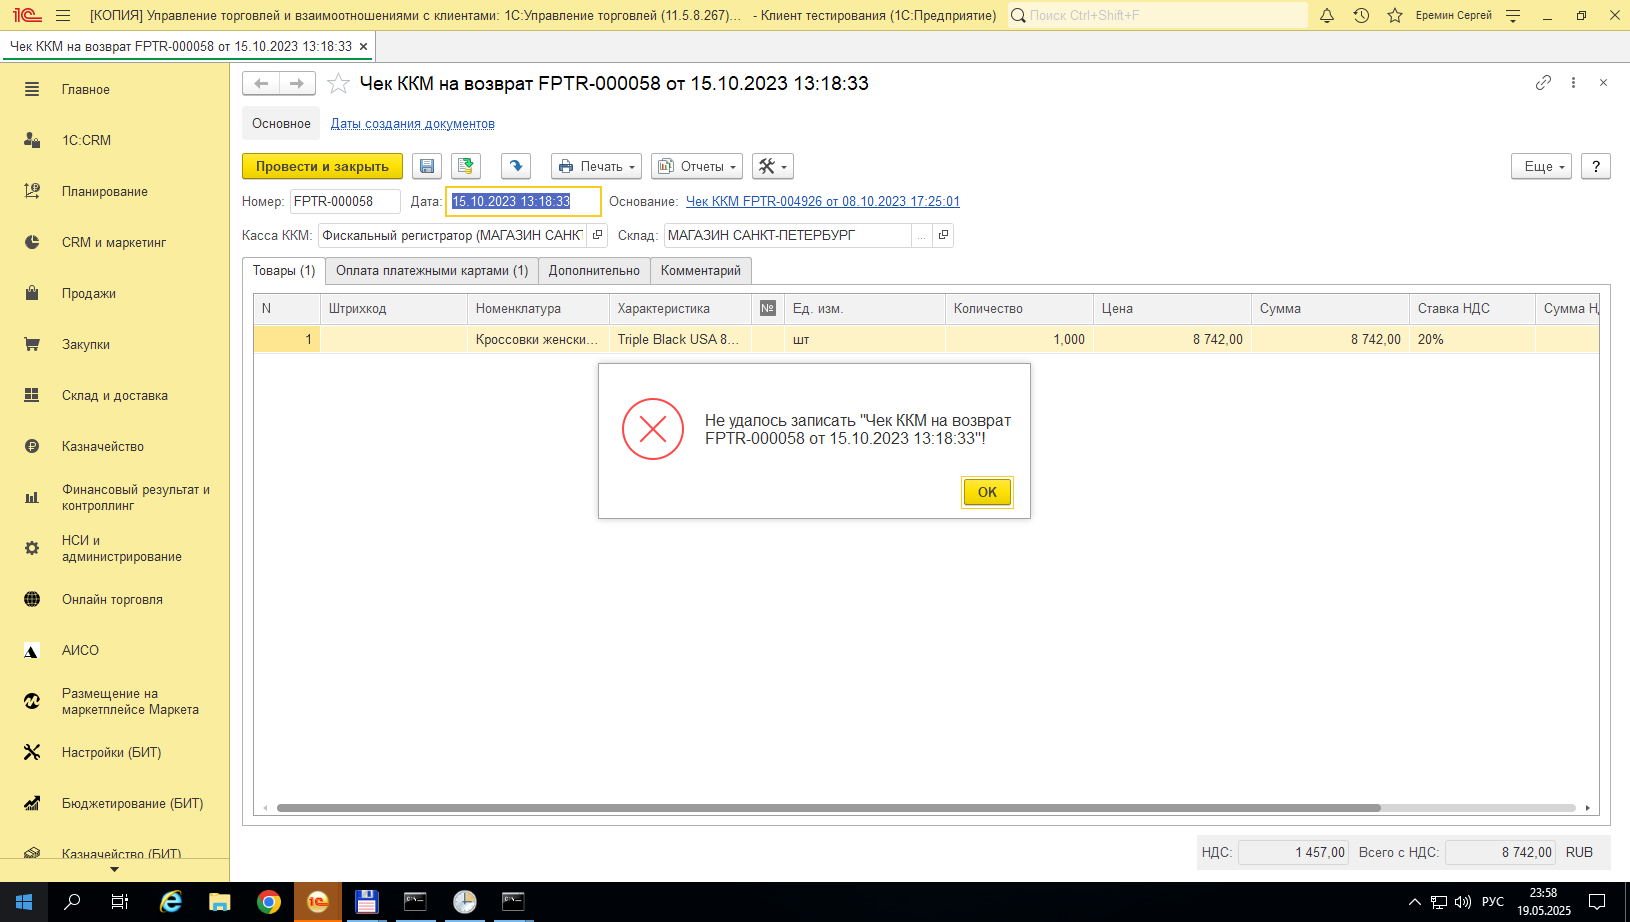 [КОПИЯ] Управление торговлей и взаимоотношениями с клиентами: 1С:Управление торговлей (11.5.8.267)... - Клиент тестирования (1С:Предприятие)
Поиск Ctrl+Shift+F
Еремин Сергей
Чек ККМ на возврат FPTR-000058 от 15.10.2023 13:18:33 ×
Главное
1С:CRM
Планирование
CRM и маркетинг
Продажи
Закупки
Склад и доставка
Казначейство
Финансовый результат и
контроллинг
НСИ и
администрирование
Онлайн торговля
АИСО
Размещение на
маркетплейсе Маркета
Настройки (БИТ)
Бюджетирование (БИТ)
Казначейство (БИТ)
Чек ККМ на возврат FPTR-000058 от 15.10.2023 13:18:33
Основное Даты создания документов
Провести и закрыть Печать Отчеты Еще ?
Номер: FPTR-000058 Дата: 15.10.2023 13:18:33 Основание: Чек ККМ FPTR-004926 от 08.10.2023 17:25:01
Касса ККМ: Фискальный регистратор (МАГАЗИН САНКТ Склад: МАГАЗИН САНКТ-ПЕТЕРБУРГ ...
Товары (1) Оплата платежными картами (1) Дополнительно Комментарий
N Штрихкод Номенклатура Характеристика № Ед. изм. Количество Цена Сумма Ставка НДС Сумма НД
1 Кроссовки женски... Triple Black USA 8... шт 1,000 8 742,00 8 742,00 20%
Не удалось записать "Чек ККМ на возврат
FPTR-000058 от 15.10.2023 13:18:33"!
OK
НДС: 1 457,00 Всего с НДС: 8 742,00 RUB
РУС
23:58
19.05.2025